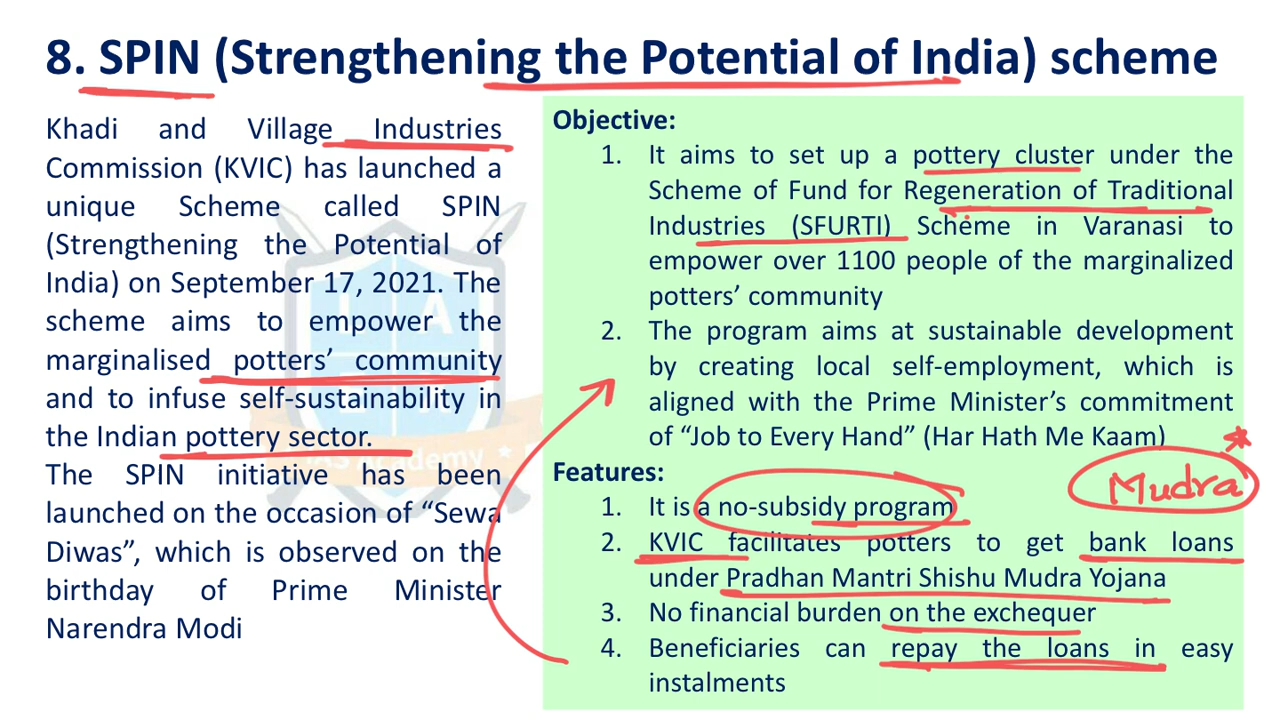 8. SPIN (Strengthening the Potential of India) scheme
Khadi and Village Industries
Commission (KVIC) has launched a
unique Scheme called SPIN
(Strengthening the Potential of
India) on September 17, 2021. The
scheme aims to empower the
marginalised potters’ community
and to infuse self-sustainability in
the Indian pottery sector.
The SPIN initiative has been
launched on the occasion of “Sewa
Diwas”, which is observed on the
birthday of Prime Minister
Narendra Modi
Objective:
1. It aims to set up a pottery cluster under the
Scheme of Fund for Regeneration of Traditional
Industries (SFURTI) Scheme in Varanasi to
empower over 1100 people of the marginalized
potters’ community
2. The program aims at sustainable development
by creating local self-employment, which is
aligned with the Prime Minister’s commitment
of “Job to Every Hand” (Har Hath Me Kaam)
Features:
Mudra
1. It is a no-subsidy program
2. KVIC facilitates potters to get bank loans
under Pradhan Mantri Shishu Mudra Yojana
3. No financial burden on the exchequer
4. Beneficiaries can repay the loans in easy
instalments
Academy